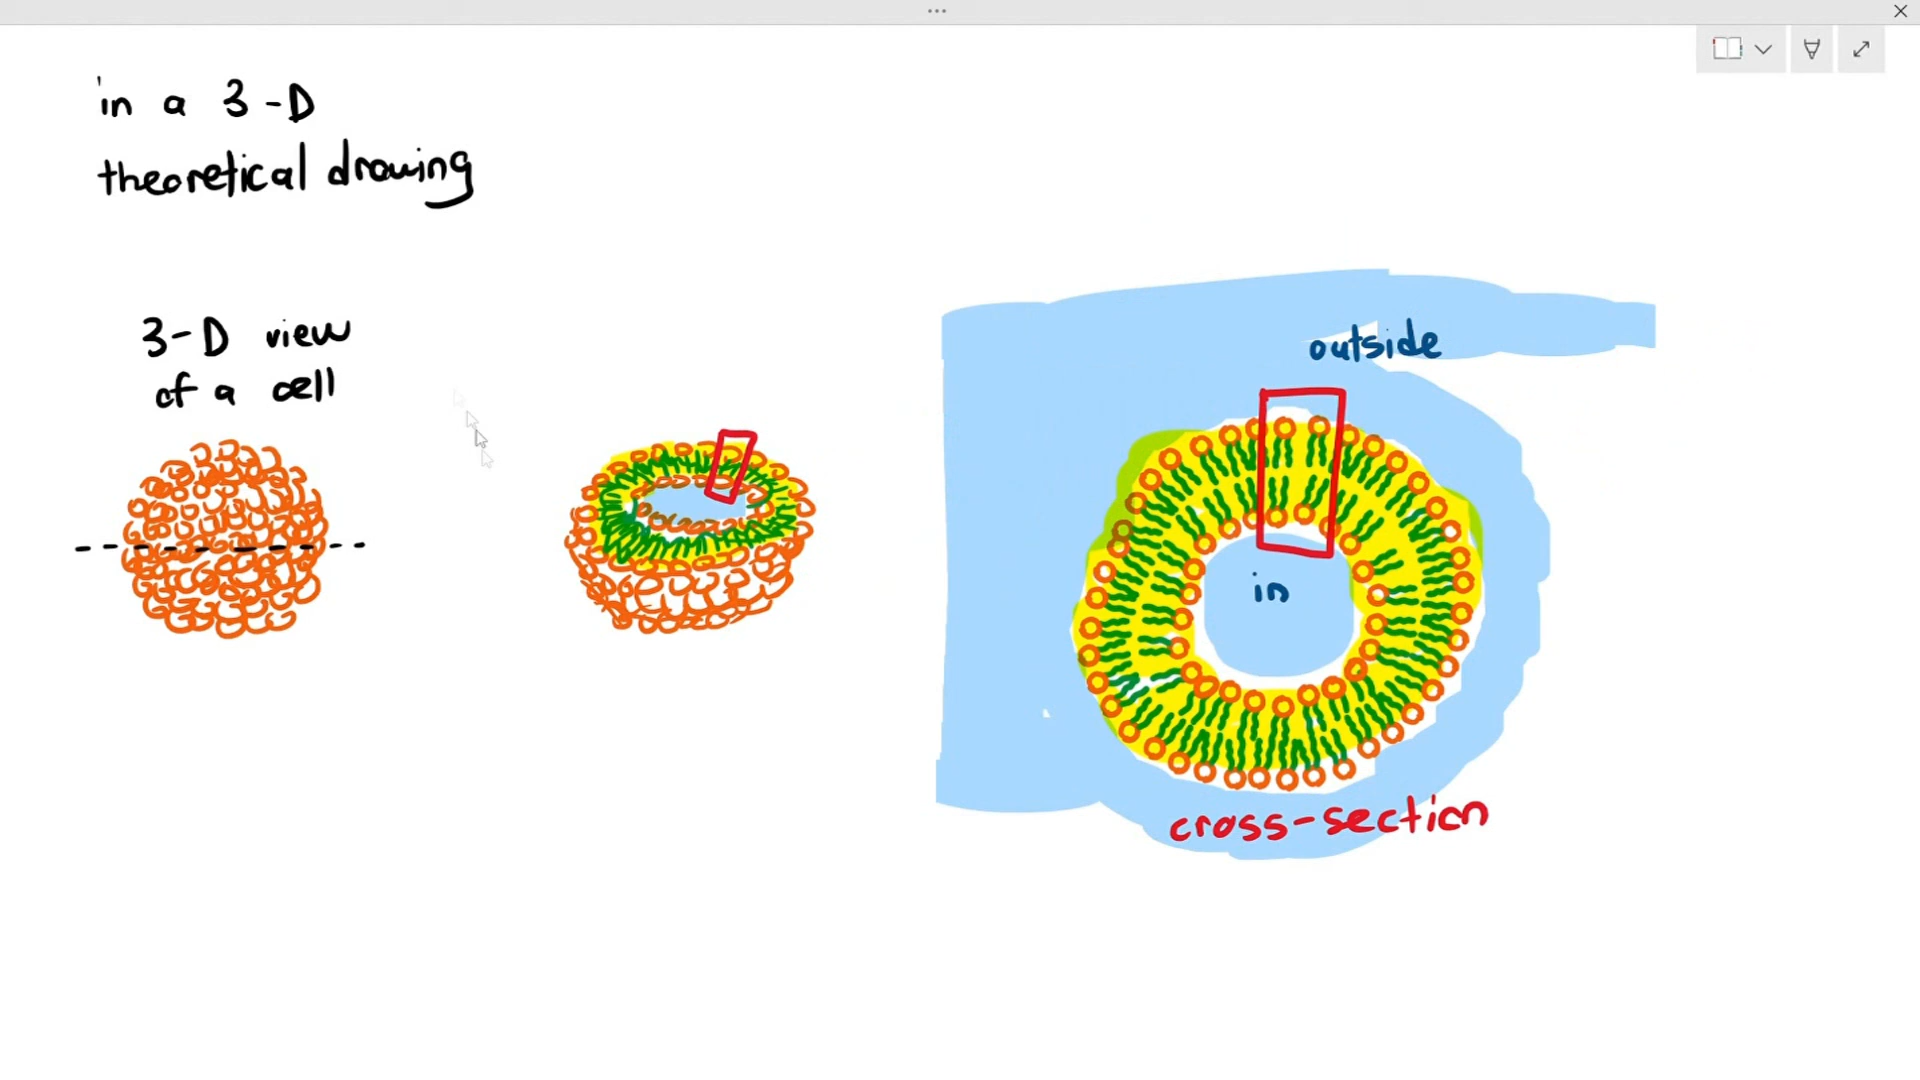 in a 3-D
theoretical drawing
3-D view
of a cell
outside
in
cross-section